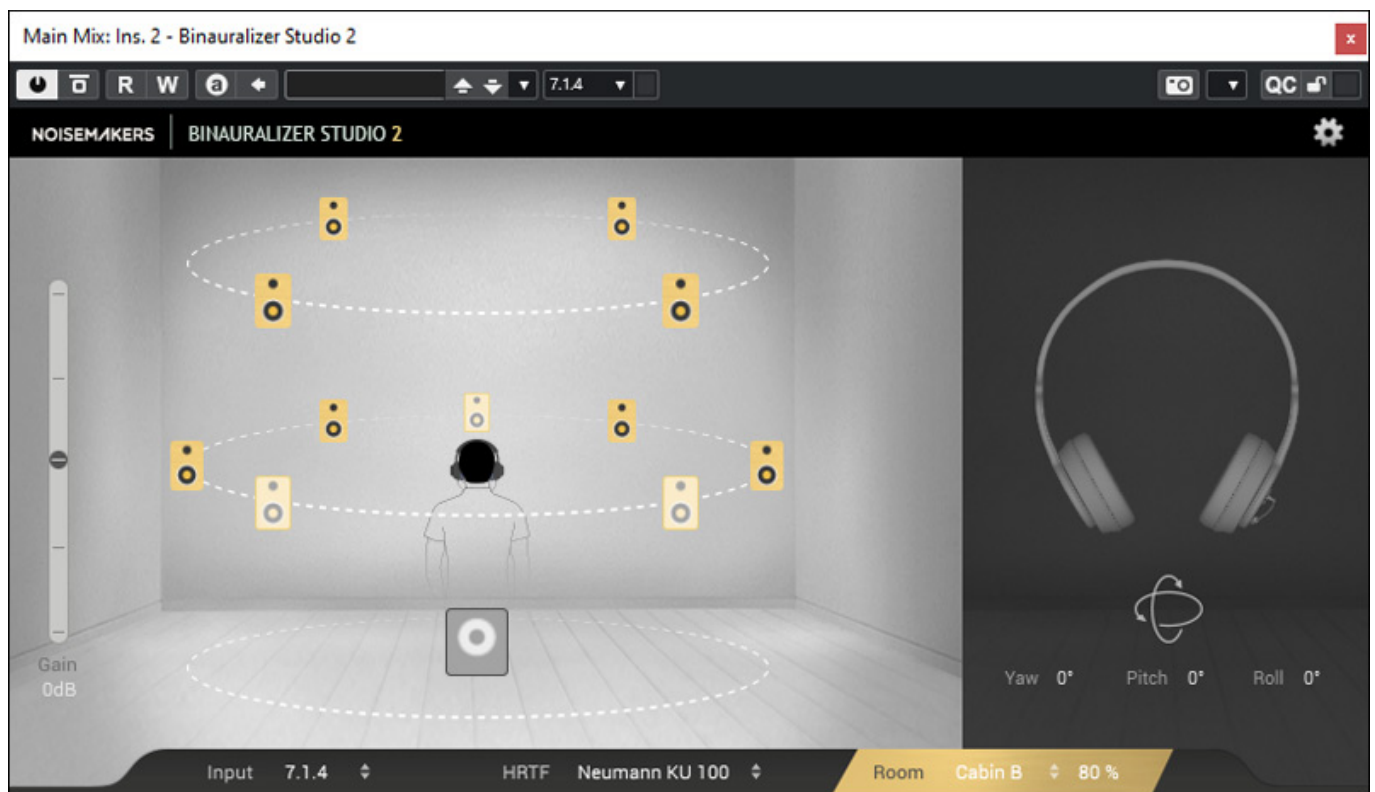 Main Mix: Ins. 2 - Binauralizer Studio 2
x
R W a 7.1.4 QC
NOISEMAKERS BINAURALIZER STUDIO 2
Gain
0dB
Yaw 0° Pitch 0° Roll 0°
Input 7.1.4 HRTF Neumann KU 100 Room Cabin B 80 %